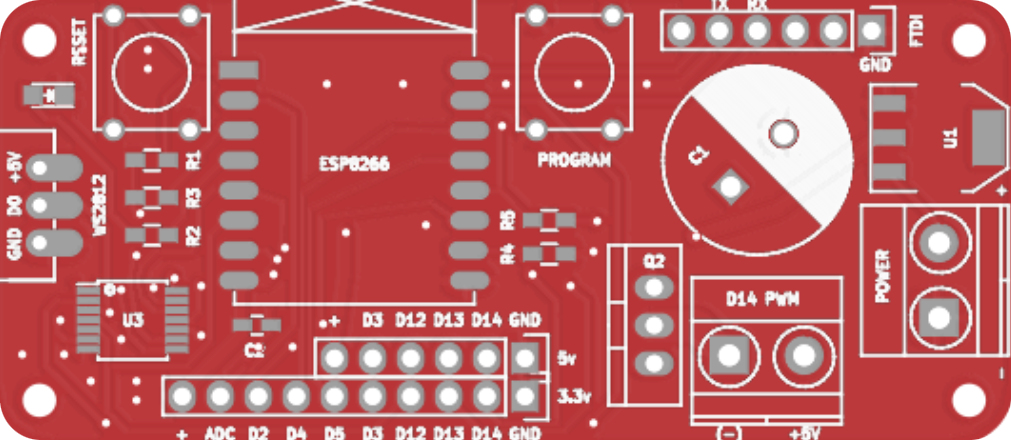 TX RX
RSSET
FTDI
GND
U1
+5V
DO
GND
WS2812
R1
R3
R2
ESP8266
PROGRAM
C1
+
R5
R4
POWER
Q2
D14 PWM
U3
C2
+ D3 D12 D13 D14 GND
5v
3.3v
-
+ ADC D2 D4 D5 D3 D12 D13 D14 GND
(-) +5V